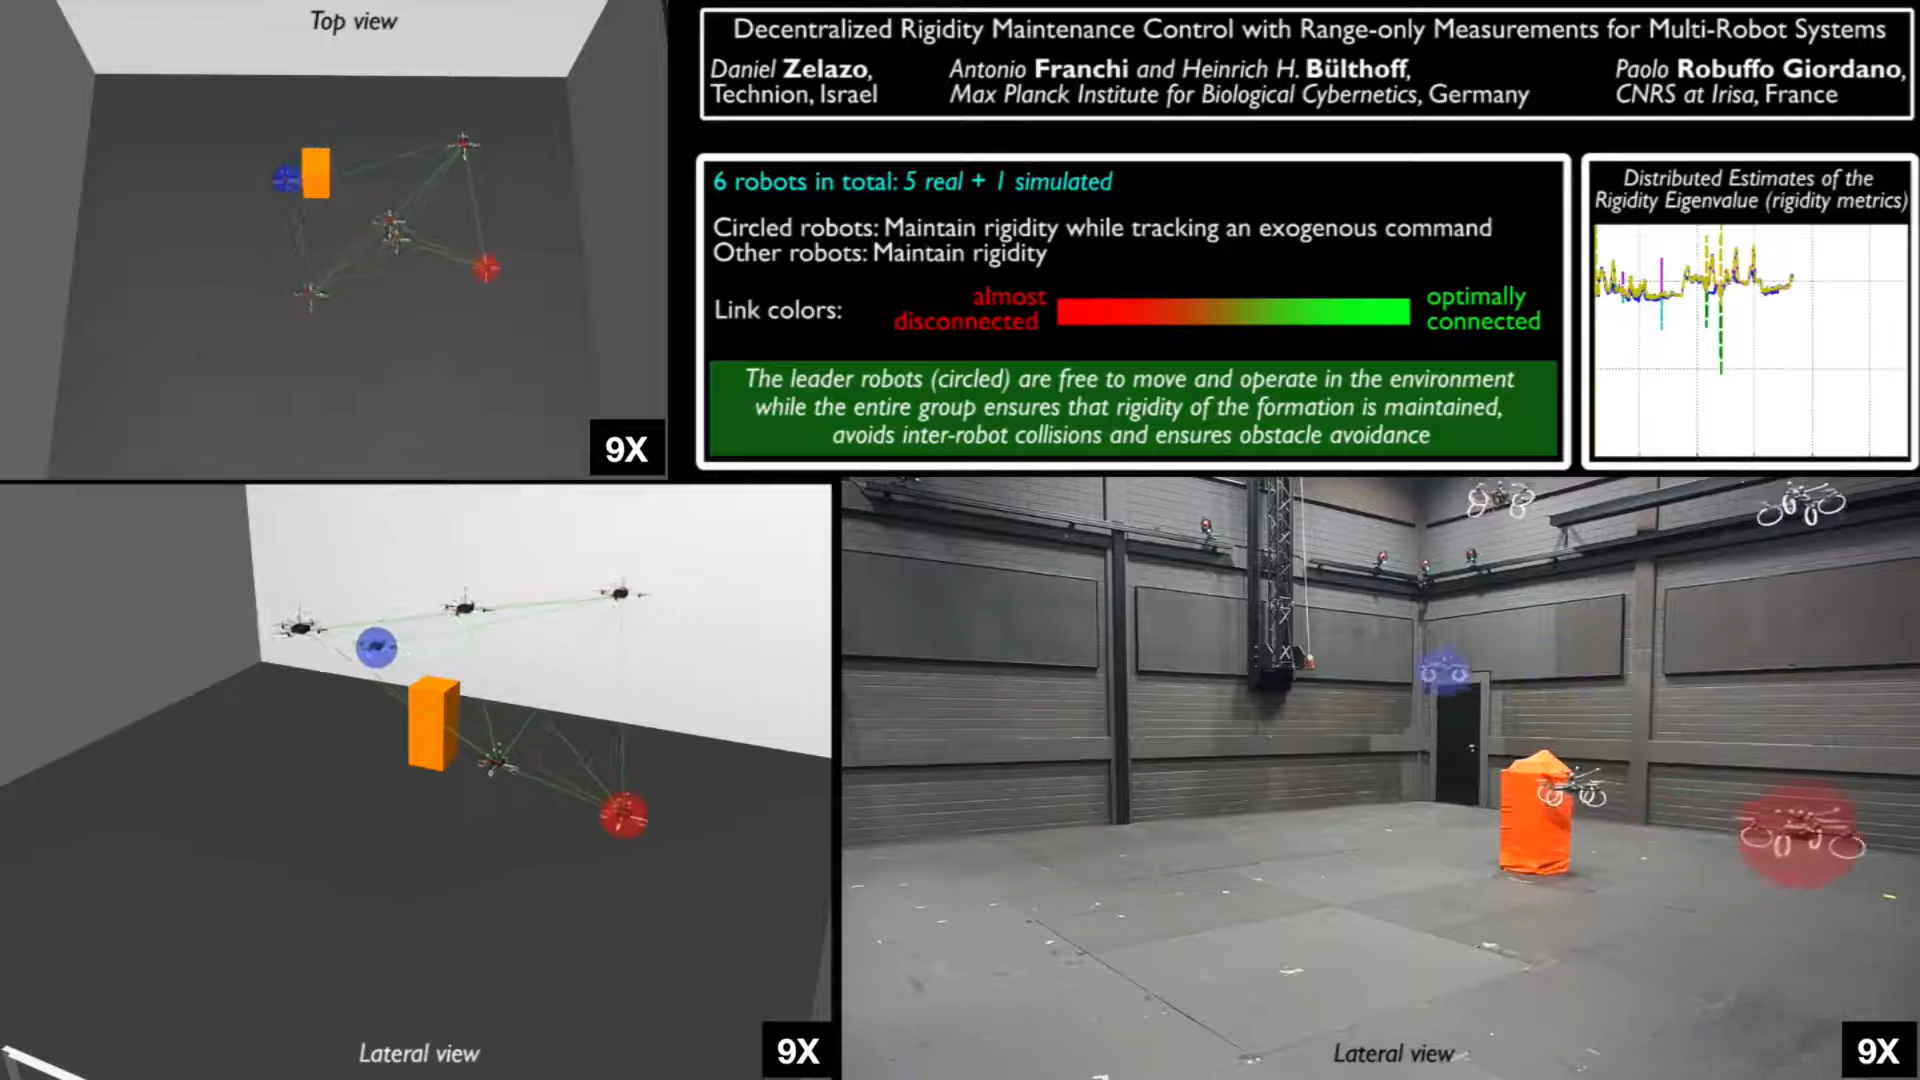 Top view
9X
Decentralized Rigidity Maintenance Control with Range-only Measurements for Multi-Robot Systems
Daniel Zelazo,
Technion, Israel
Antonio Franchi and Heinrich H. Bülthoff,
Max Planck Institute for Biological Cybernetics, Germany
Paolo Robuffo Giordano,
CNRS at Irisa, France
6 robots in total: 5 real + 1 simulated
Circled robots: Maintain rigidity while tracking an exogenous command
Other robots: Maintain rigidity
Link colors:
almost
disconnected
optimally
connected
The leader robots (circled) are free to move and operate in the environment
while the entire group ensures that rigidity of the formation is maintained,
avoids inter-robot collisions and ensures obstacle avoidance
Distributed Estimates of the
Rigidity Eigenvalue (rigidity metrics)
Lateral view
9X
Lateral view
9X